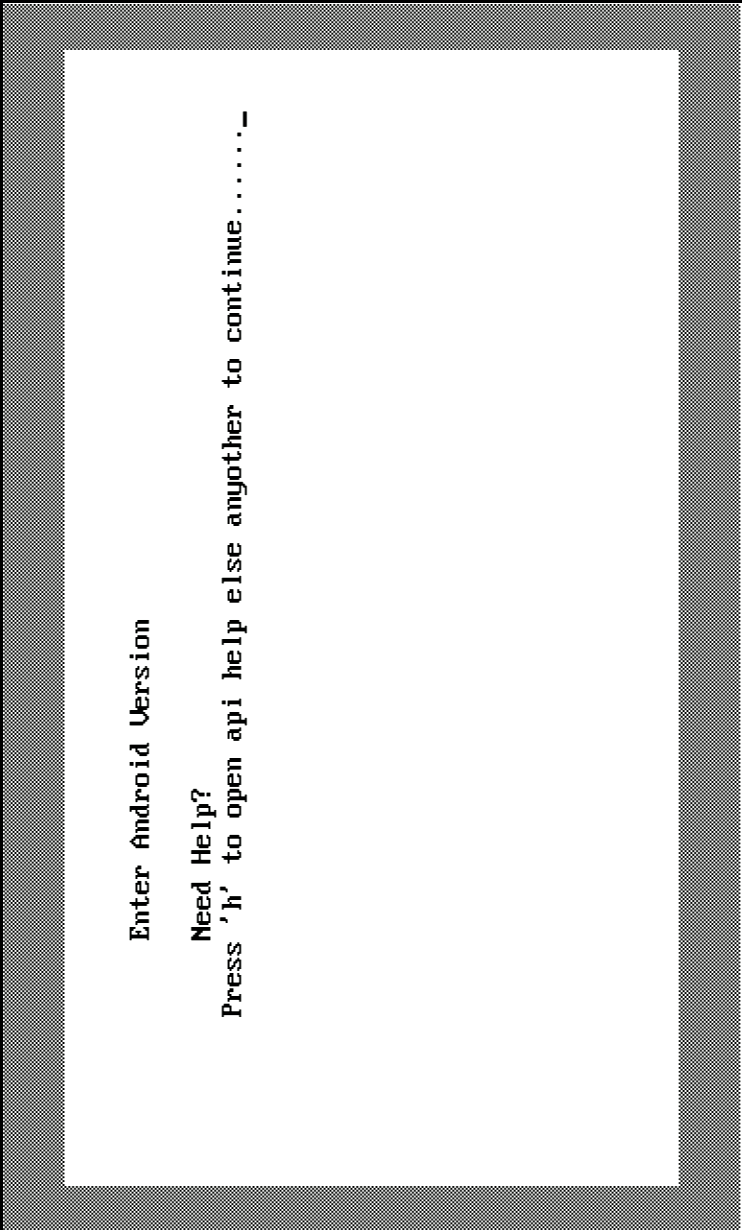 Enter Android Version
Need Help?
Press 'h' to open api help else anyother to continue......._